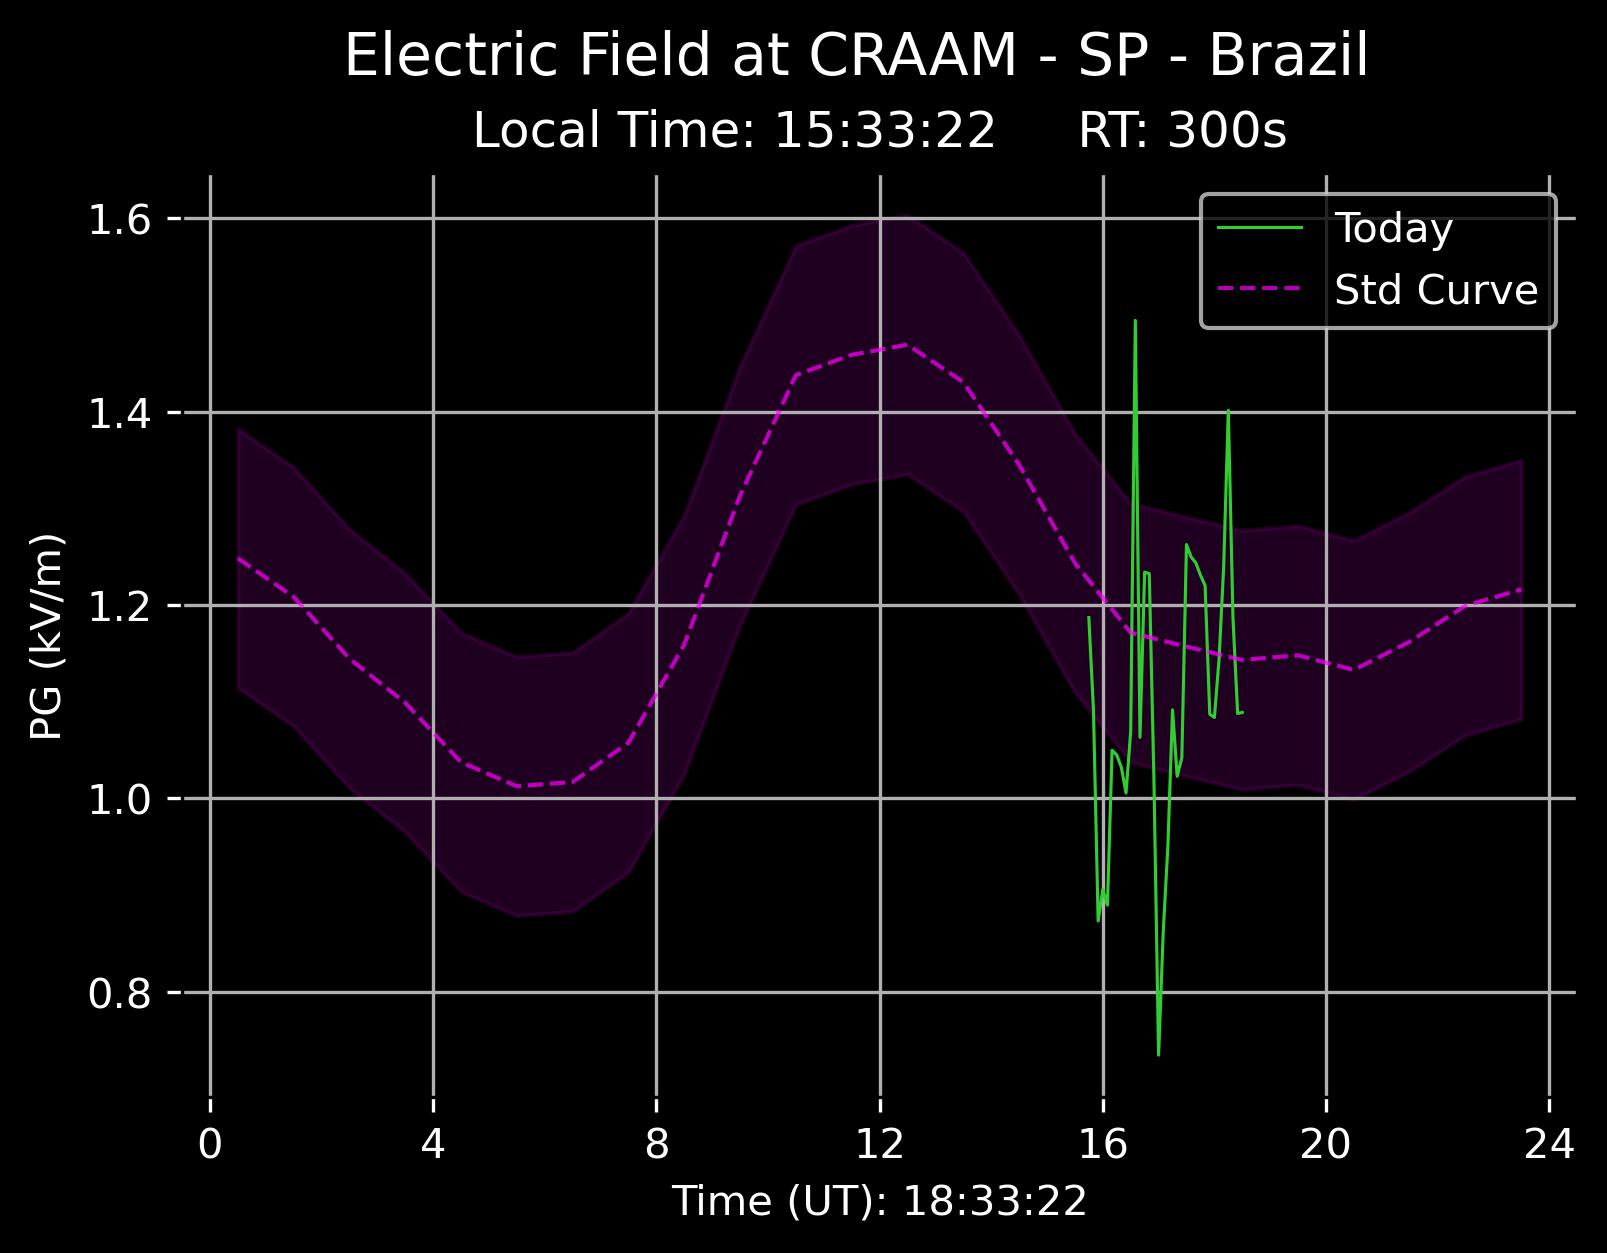 Electric Field at CRAAM - SP - Brazil
Local Time: 15:33:22 RT: 300s
Today
Std Curve
1.6
1.4
1.2
1.0
0.8
PG (kV/m)
0 4 8 12 16 20 24
Time (UT): 18:33:22